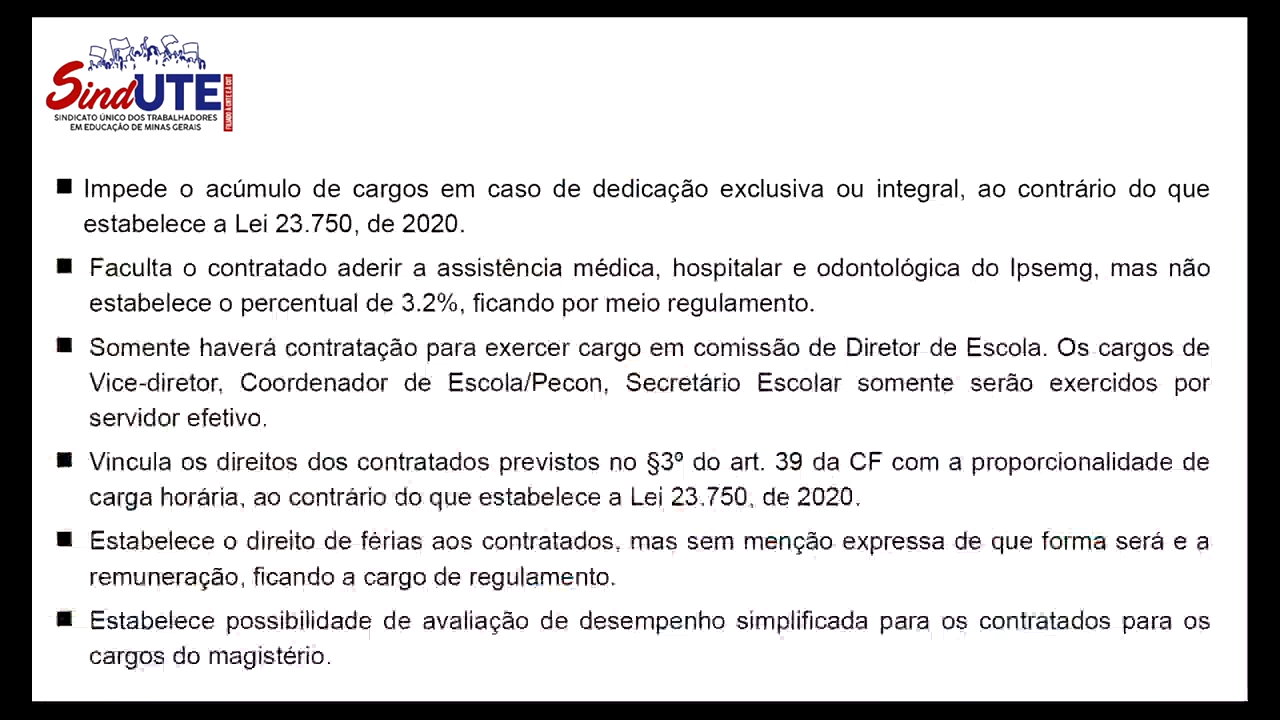 SindUTE
SINDICATO ÚNICO DOS TRABALHADORES
EM EDUCAÇÃO DE MINAS GERAIS
FILIADO À CNTE E À CUT
Impede o acúmulo de cargos em caso de dedicação exclusiva ou integral, ao contrário do que
estabelece a Lei 23.750, de 2020.
Faculta o contratado aderir a assistência médica, hospitalar e odontológica do Ipsemg, mas não
estabelece o percentual de 3.2%, ficando por meio regulamento.
Somente haverá contratação para exercer cargo em comissão de Diretor de Escola. Os cargos de
Vice-diretor, Coordenador de Escola/Pecon, Secretário Escolar somente serão exercidos por
servidor efetivo.
Vincula os direitos dos contratados previstos no §3º do art. 39 da CF com a proporcionalidade de
carga horária, ao contrário do que estabelece a Lei 23.750, de 2020.
Estabelece o direito de férias aos contratados, mas sem menção expressa de que forma será e a
remuneração, ficando a cargo de regulamento.
Estabelece possibilidade de avaliação de desempenho simplificada para os contratados para os
cargos do magistério.